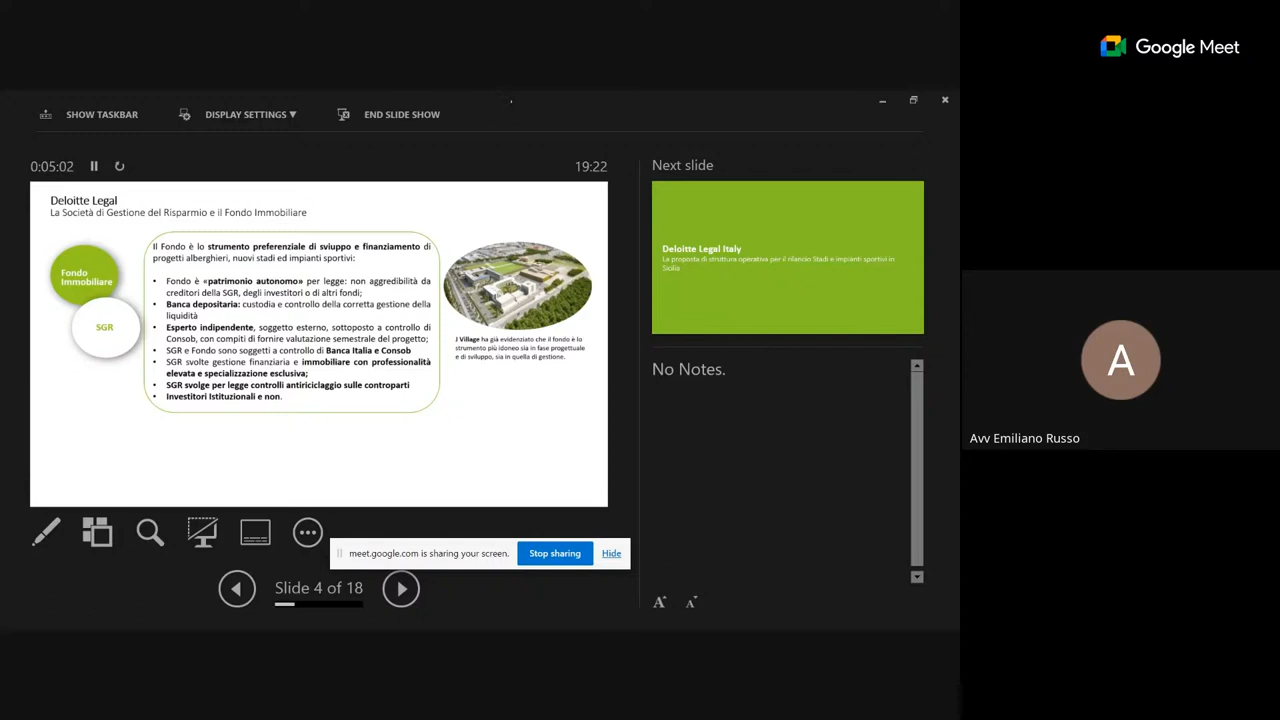 Google Meet
SHOW TASKBAR
DISPLAY SETTINGS ▼
END SLIDE SHOW
0:05:02
19:22
Deloitte Legal
La Società di Gestione del Risparmio e il Fondo Immobiliare
Fondo
Immobiliare
SGR
Il Fondo è lo strumento preferenziale di sviluppo e finanziamento di
progetti alberghieri, nuovi stadi ed impianti sportivi:
• Fondo è «patrimonio autonomo» per legge: non aggredibilità da
creditori della SGR, degli investitori o di altri fondi;
• Banca depositaria: custodia e controllo della corretta gestione della
liquidità
• Esperto indipendente, soggetto esterno, sottoposto a controllo di
Consob, con compiti di fornire valutazione semestrale del progetto;
• SGR e Fondo sono soggetti a controllo di Banca Italia e Consob
• SGR svolte gestione finanziaria e immobiliare con professionalità
elevata e specializzazione esclusiva;
• SGR svolge per legge controlli antiriciclaggio sulle controparti
• Investitori Istituzionali e non.
J Village ha già evidenziato che il fondo è lo
strumento più idoneo sia in fase progettuale
e di sviluppo, sia in quella di gestione.
Next slide
Deloitte Legal Italy
La proposta di struttura operativa per il rilancio Stadi e impianti sportivi in
Sicilia
No Notes.
meet.google.com is sharing your screen.
Stop sharing
Hide
Slide 4 of 18
A
A
A
Avv Emiliano Russo